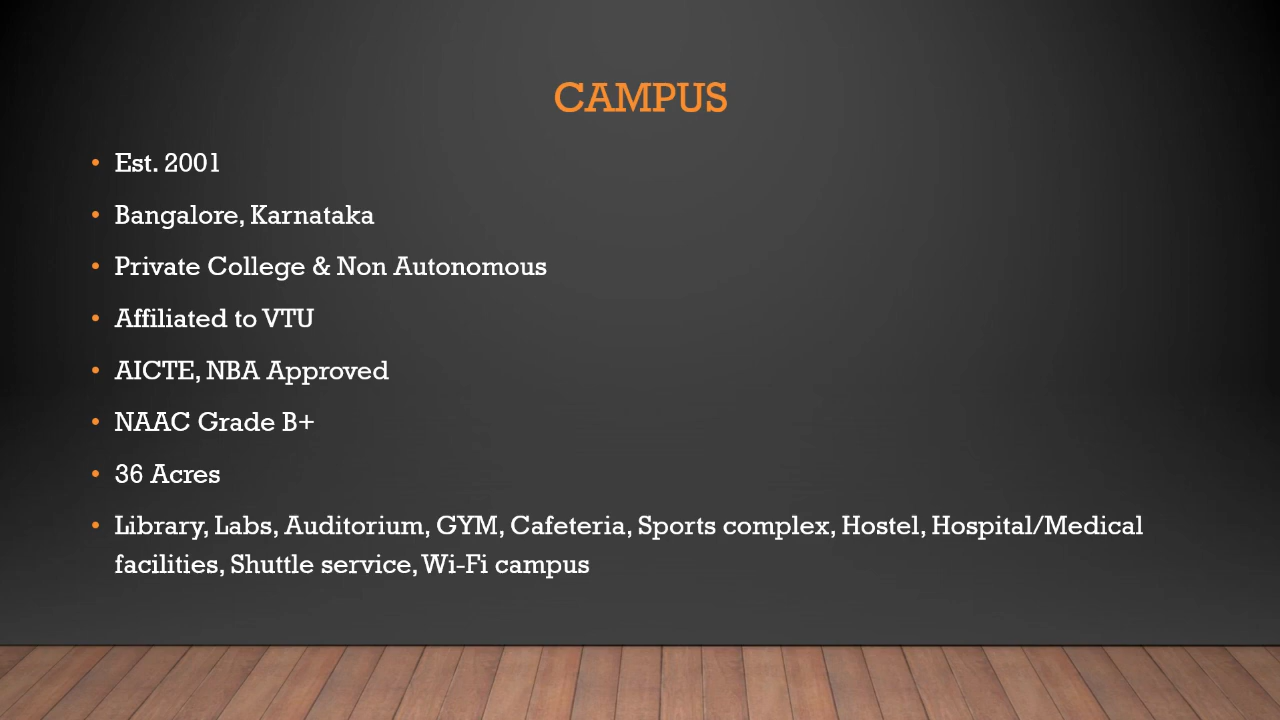 CAMPUS
• Est. 2001
• Bangalore, Karnataka
• Private College & Non Autonomous
• Affiliated to VTU
• AICTE, NBA Approved
• NAAC Grade B+
• 36 Acres
• Library, Labs, Auditorium, GYM, Cafeteria, Sports complex, Hostel, Hospital/Medical
facilities, Shuttle service, Wi-Fi campus